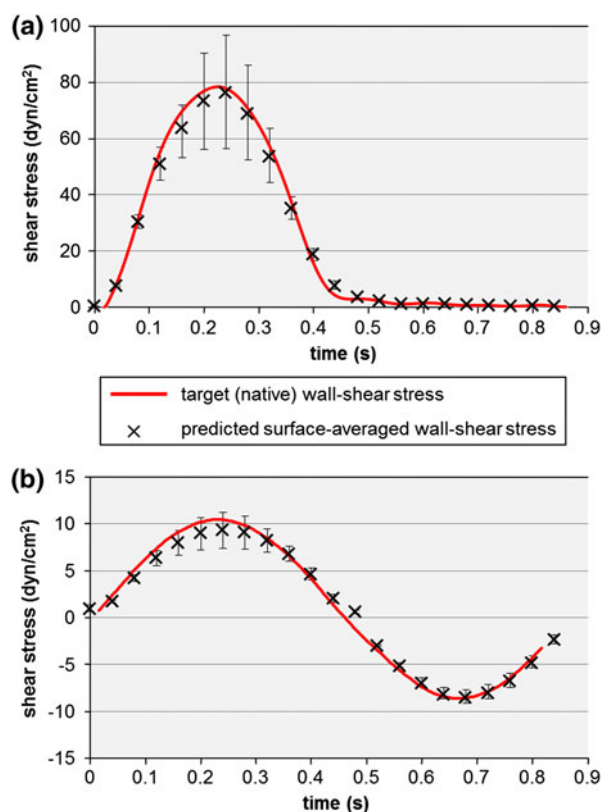 (a)
shear stress (dyn/cm²)
100
80
60
40
20
0
0 0.1 0.2 0.3 0.4 0.5 0.6 0.7 0.8 0.9
time (s)
target (native) wall-shear stress
predicted surface-averaged wall-shear stress
(b)
shear stress (dyn/cm²)
15
10
5
0
-5
-10
-15
0 0.1 0.2 0.3 0.4 0.5 0.6 0.7 0.8 0.9
time (s)